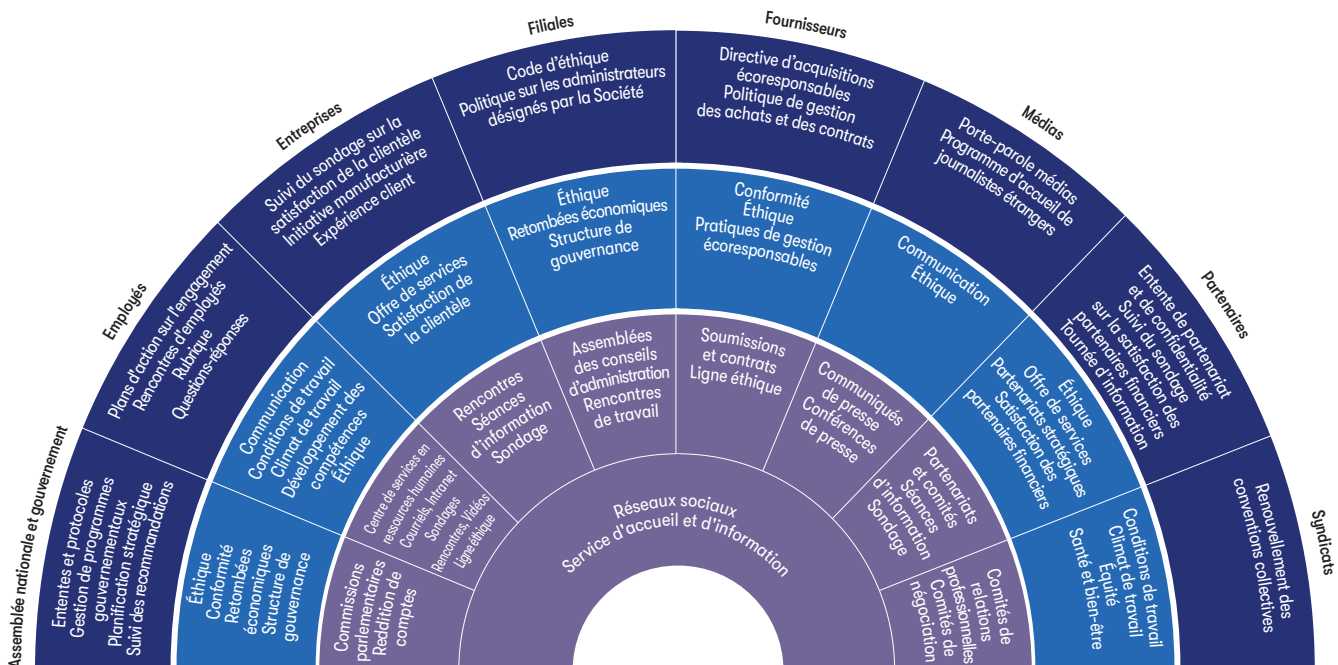 Assemblée nationale et gouvernement
Employés
Entreprises
Filiales
Fournisseurs
Médias
Partenaires
Syndicats
Ententes et protocoles
Gestion de programmes
gouvernementaux
Planification stratégique
Suivi des recommandations
Plans d'action sur l'engagement
Rencontres d'employés
Rubrique
Questions-réponses
Suivi du sondage sur la
satisfaction de la clientèle
Initiative manufacturière
Expérience client
Code d'éthique
Politique sur les administrateurs
désignés par la Société
Directive d'acquisitions
écoresponsables
Politique de gestion
des achats et des contrats
Porte-parole médias
Programme d'accueil de
journalistes étrangers
Entente de partenariat
et de confidentialité
Suivi du sondage
sur la satisfaction des
partenaires financiers
Tournée d'information
Renouvellement des
conventions collectives
Éthique
Conformité
Retombées
économiques
Structure de
gouvernance
Communication
Conditions de travail
Climat de travail
Développement des
compétences
Éthique
Éthique
Offre de services
Satisfaction de
la clientèle
Éthique
Retombées économiques
Structure de
gouvernance
Conformité
Éthique
Pratiques de gestion
écoresponsables
Communication
Éthique
Éthique
Offre de services
Partenariats stratégiques
Satisfaction des
partenaires financiers
Conditions de travail
Climat de travail
Équité
Santé et bien-être
Commissions
parlementaires
Reddition de
comptes
Centre de services en
ressources humaines
Courriels, Intranet
Sondages
Rencontres, Vidéos
Ligne éthique
Rencontres
Séances
d'information
Sondage
Assemblées
des conseils
d'administration
Rencontres
de travail
Soumissions
et contrats
Ligne éthique
Communiqués
de presse
Conférences
de presse
Partenariats
et comités
Séances
d'information
Sondage
Comités de
relations
professionnelles
Comités de
négociation
Réseaux sociaux
Service d'accueil et d'information